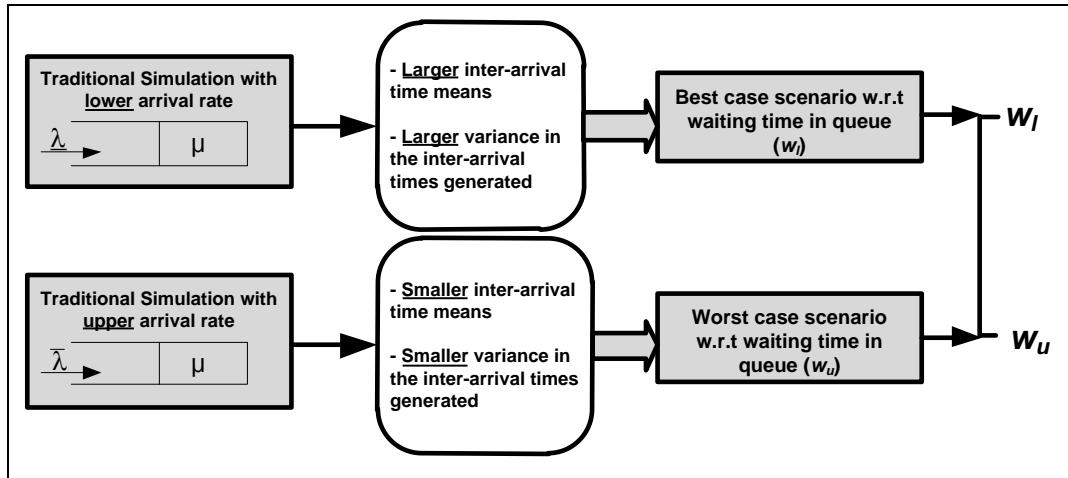 Traditional Simulation with
lower arrival rate
λ
μ
- Larger inter-arrival
time means
- Larger variance in
the inter-arrival
times generated
Best case scenario w.r.t
waiting time in queue
(wl)
Wl
Traditional Simulation with
upper arrival rate
λ̅
μ
- Smaller inter-arrival
time means
- Smaller variance in
the inter-arrival times
generated
Worst case scenario
w.r.t waiting time in
queue (wu)
Wu